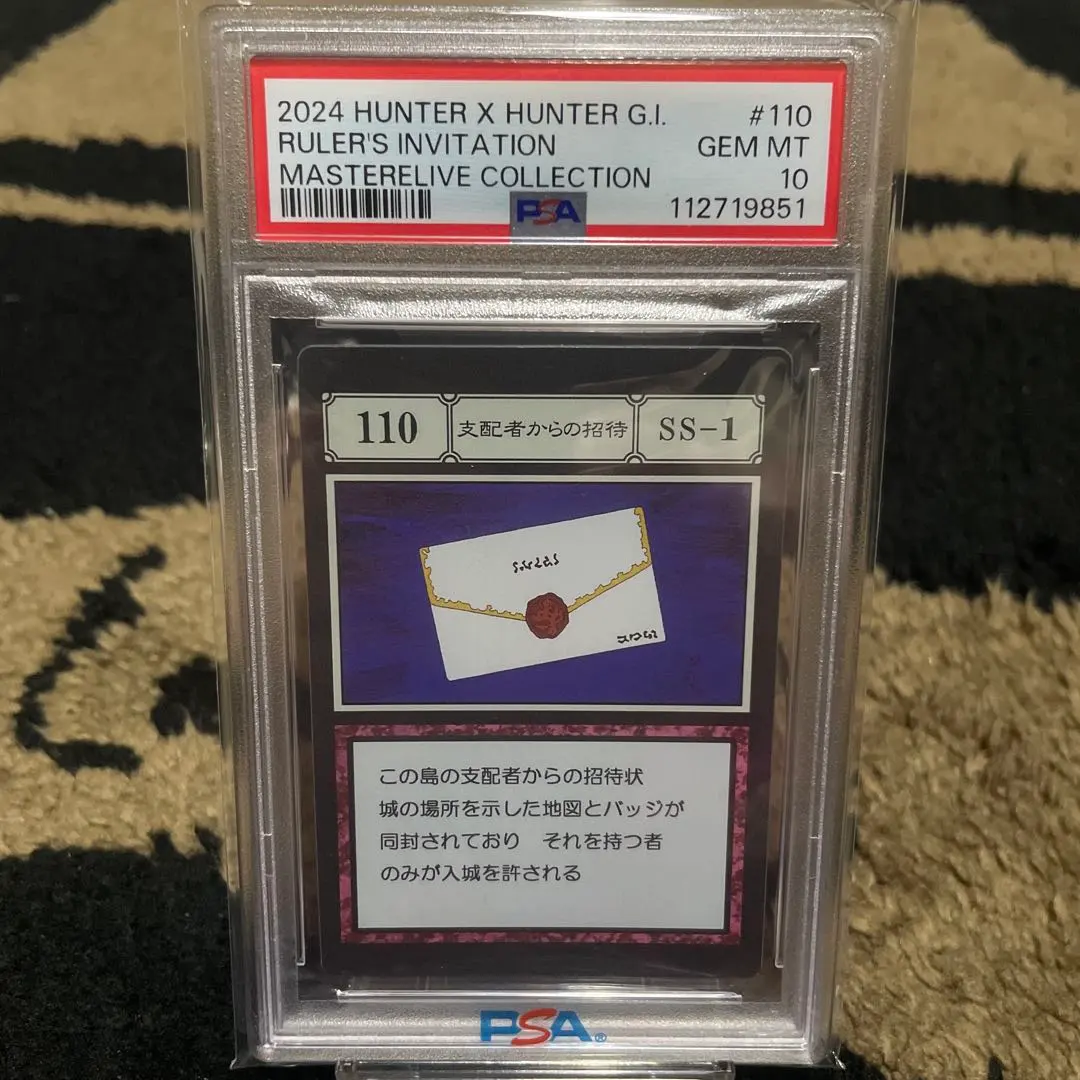 2024 HUNTER X HUNTER G.I. #110
RULER'S INVITATION GEM MT
MASTERELIVE COLLECTION 10
PSA 112719851
110 支配者からの招待 SS-1
この島の支配者からの招待状
城の場所を示した地図とバッジが
同封されており それを持つ者
のみが入城を許される
PSA®